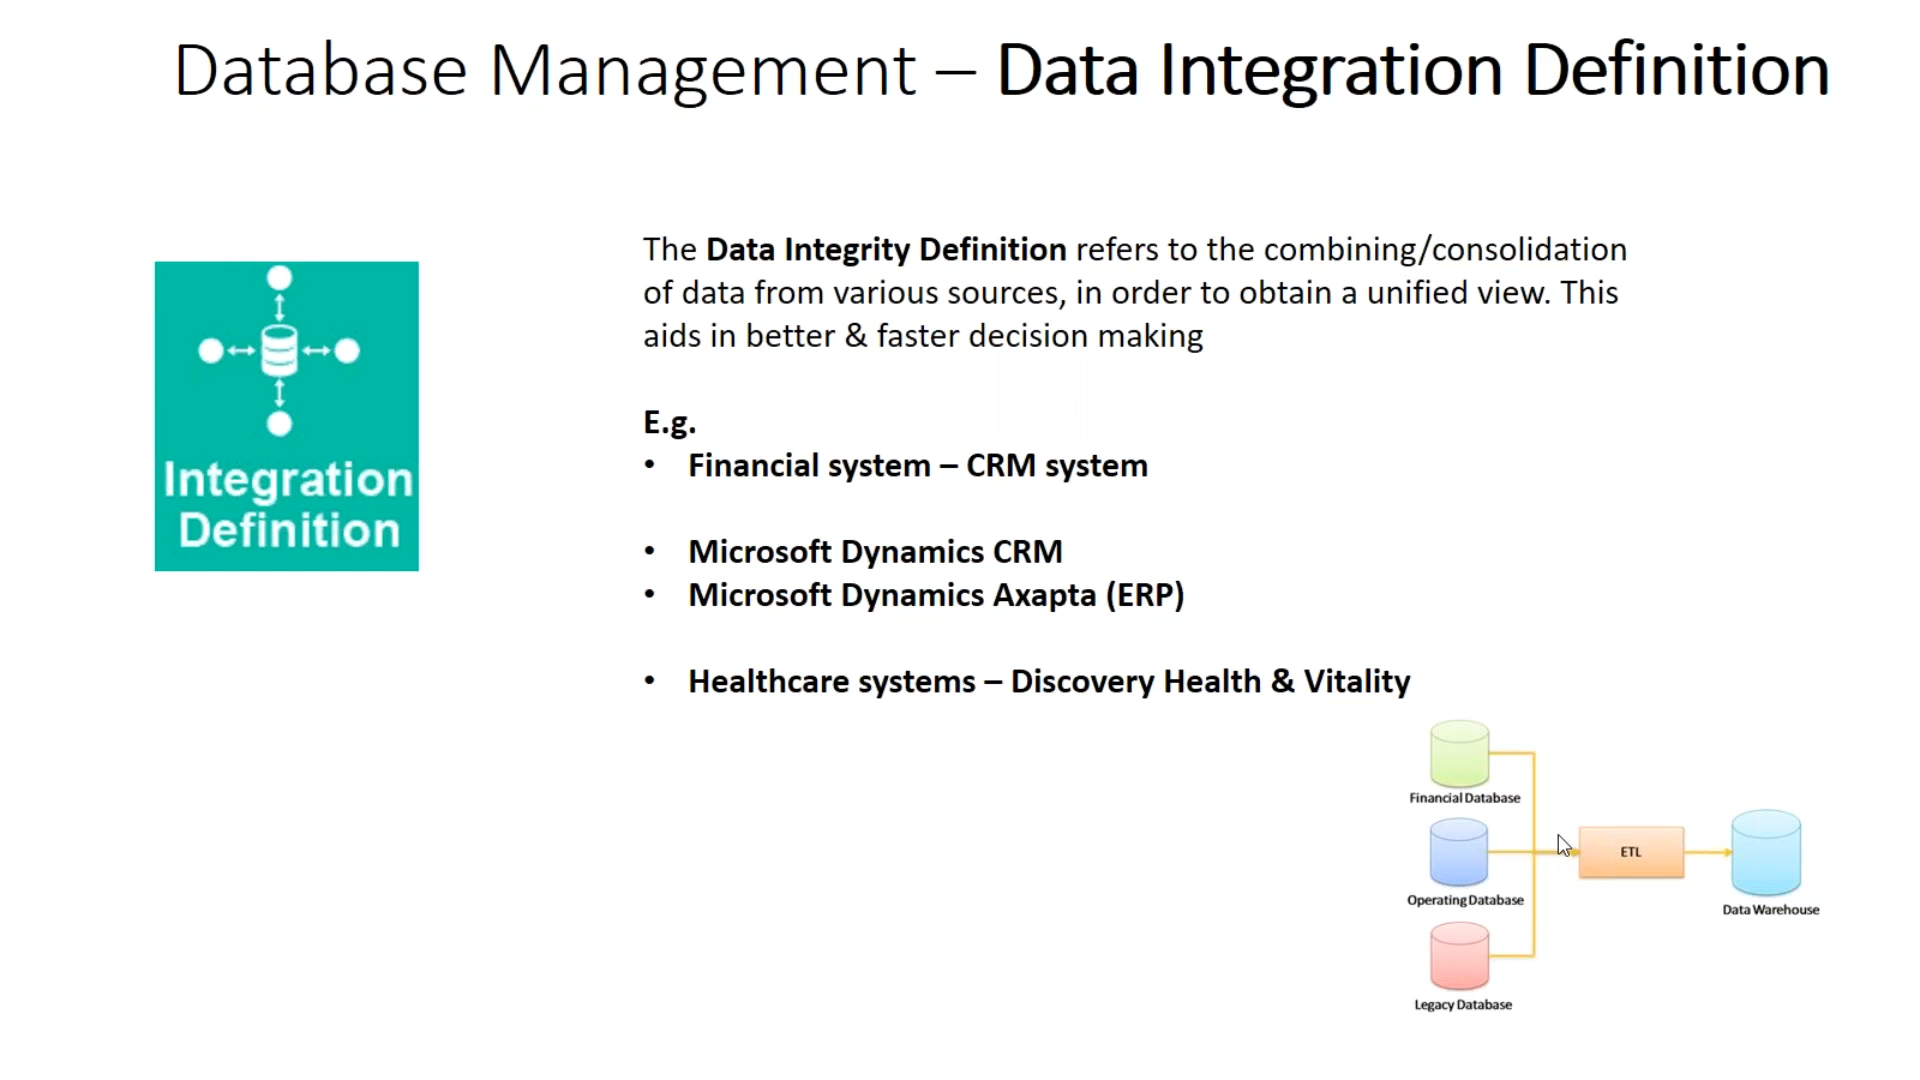 Database Management – Data Integration Definition
Integration
Definition
The Data Integrity Definition refers to the combining/consolidation
of data from various sources, in order to obtain a unified view. This
aids in better & faster decision making
E.g.
• Financial system – CRM system
• Microsoft Dynamics CRM
• Microsoft Dynamics Axapta (ERP)
• Healthcare systems – Discovery Health & Vitality
Financial Database
Operating Database
Legacy Database
ETL
Data Warehouse